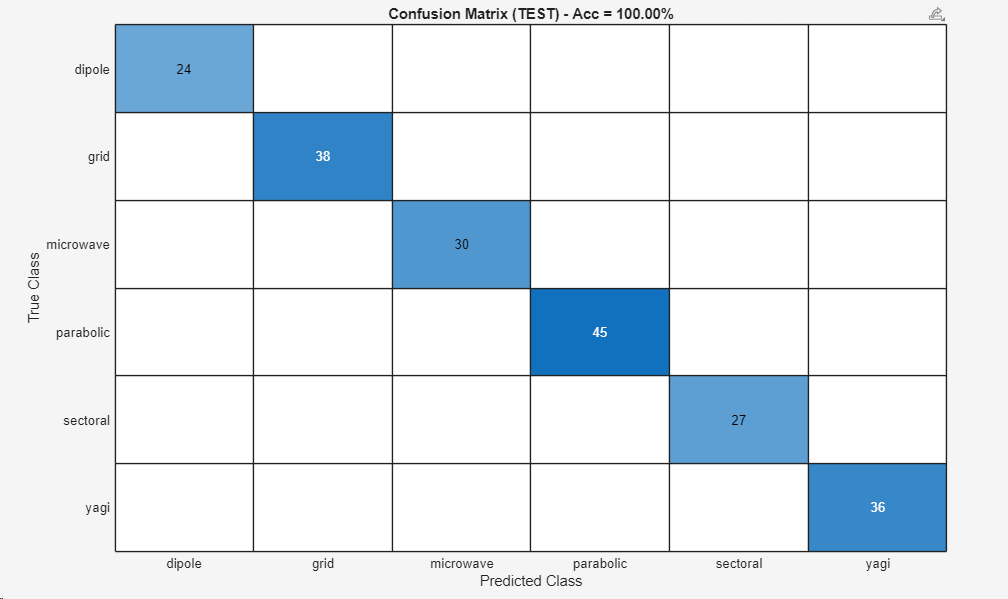 Confusion Matrix (TEST) - Acc = 100.00%
dipole
24
grid
38
microwave
30
True Class
parabolic
45
sectoral
27
yagi
36
dipole grid microwave parabolic sectoral yagi
Predicted Class